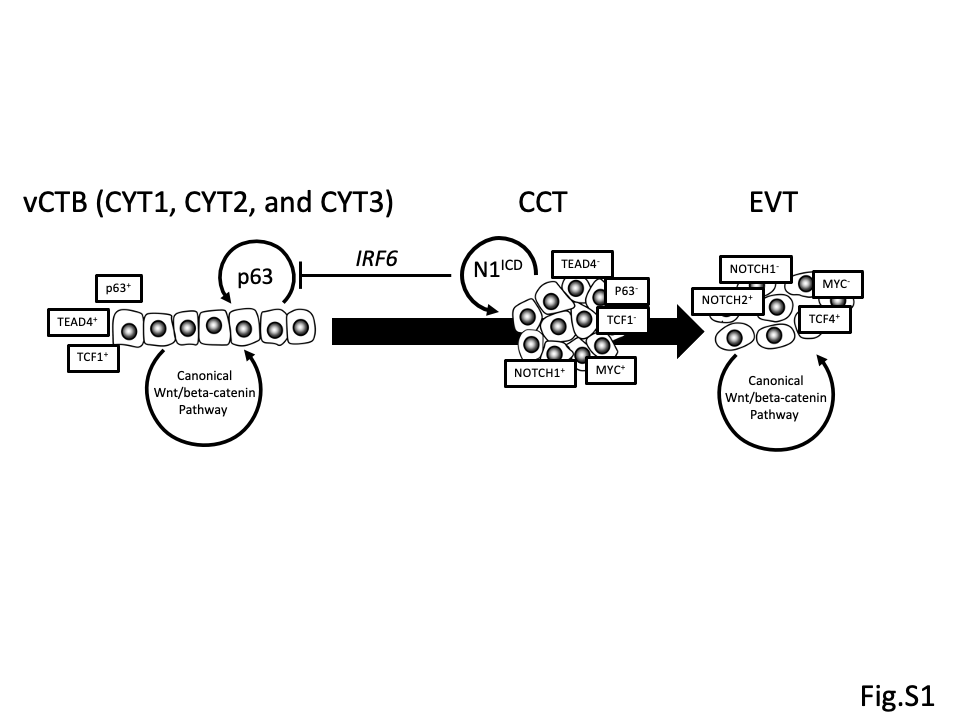 vCTB (CYT1, CYT2, and CYT3)
CCT
EVT
p63
IRF6
N1ICD
p63⁺
TEAD4⁺
TCF1⁺
Canonical
Wnt/beta-catenin
Pathway
TEAD4⁻
P63⁻
TCF1⁻
NOTCH1⁺
MYC⁺
NOTCH1⁻
MYC⁻
NOTCH2⁺
TCF4⁺
Canonical
Wnt/beta-catenin
Pathway
Fig.S1